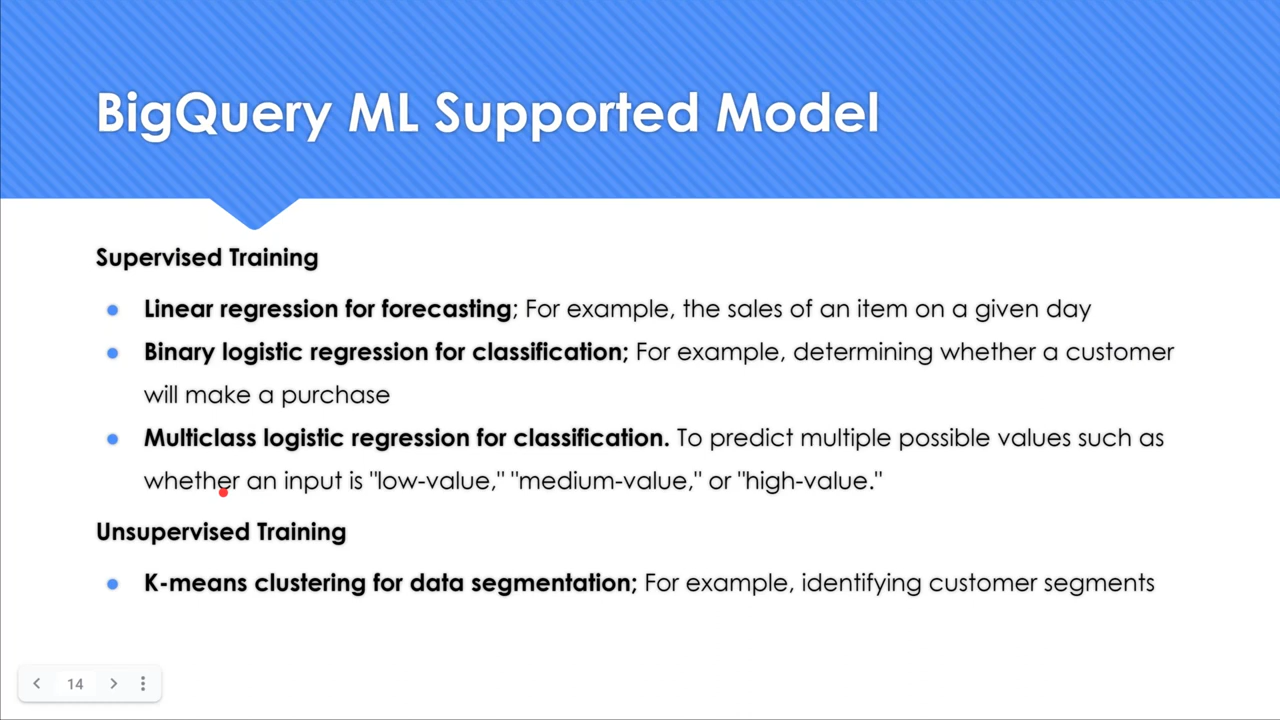 BigQuery ML Supported Model
Supervised Training
Linear regression for forecasting; For example, the sales of an item on a given day
Binary logistic regression for classification; For example, determining whether a customer
will make a purchase
Multiclass logistic regression for classification. To predict multiple possible values such as
whether an input is "low-value," "medium-value," or "high-value."
Unsupervised Training
K-means clustering for data segmentation; For example, identifying customer segments
14